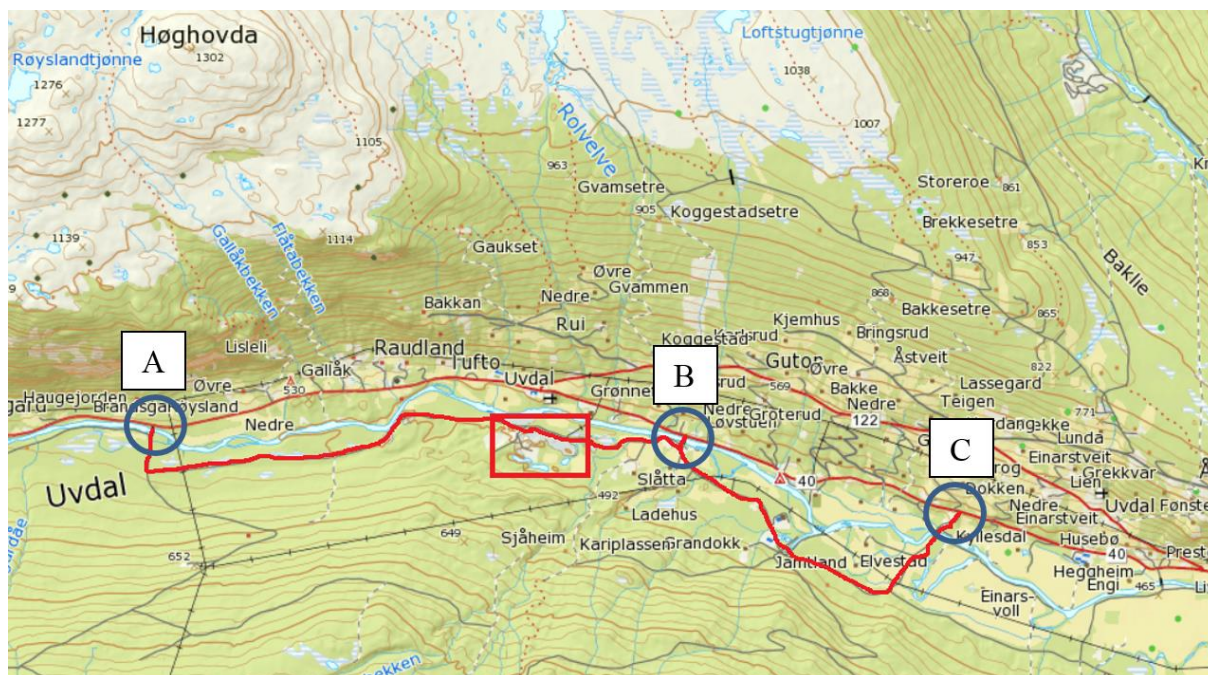 Høghovda
1302
Røyslandtjønne
1276
1277
1105
1139
1114
Gallåkbekken
Flåtabekken
Loftstugtjønne
1038
1007
Rolvelve
963
Gvamsetre
905
Koggestadsetre
Storeroe
861
Brekkesetre
853
947
Baklie
Gaukset
Øvre
Gvammen
Nedre
Bakkan
Rui
868
Bakkesetre
865
Kjemhus
Bringsrud
Koggestad
Åstveit
822
Lisleli
Raudland
Tufto
Guton
A
Gallåk
Øvre
530
Uvdal
B
569
Øvre
Bakke
Lassegard
Teigen
771
Haugejorden
Nedre
Nedre
Groterud
Nedre
122
Lunda
C
Einarstveit
Grekkvar
Lien
Slåtta
40
Dokken
Nedre
Einarstveit
Uvdal
Uvdal
492
Ladehus
Kyllesdal
Husebø
40
649
Sjåheim
Kariplassen
Grandokk
652
Jamtland
Elvestad
Heggheim
Engi
465
Einars-
voll